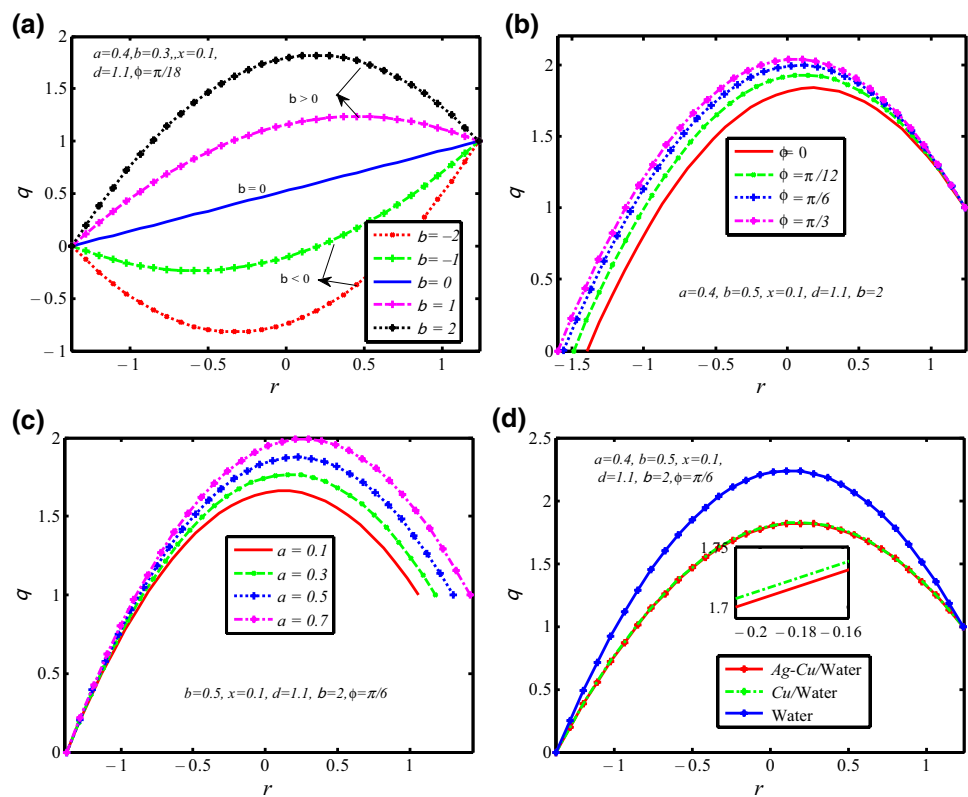 (a)
a=0.4,b=0.3,,x=0.1,
d=1.1,ϕ=π/18
b > 0
b = 0
b < 0
b = −2
b = −1
b = 0
b = 1
b = 2
2
1.5
1
0.5
0
−0.5
−1
q
−1 −0.5 0 0.5 1
r
(b)
ϕ= 0
ϕ =π/12
ϕ =π/6
ϕ =π/3
a=0.4, b=0.5, x=0.1, d=1.1, b=2
2
1.5
1
0.5
0
q
−1.5 −1 −0.5 0 0.5 1
r
(c)
a = 0.1
a = 0.3
a = 0.5
a = 0.7
b=0.5, x=0.1, d=1.1, b=2,ϕ=π/6
2
1.5
1
0.5
0
q
−1 −0.5 0 0.5 1
r
(d)
a=0.4, b=0.5, x=0.1,
d=1.1, b=2,ϕ=π/6
1.75
1.7
−0.2 −0.18 −0.16
Ag-Cu/Water
Cu/Water
Water
2.5
2
1.5
1
0.5
0
q
−1 −0.5 0 0.5 1
r